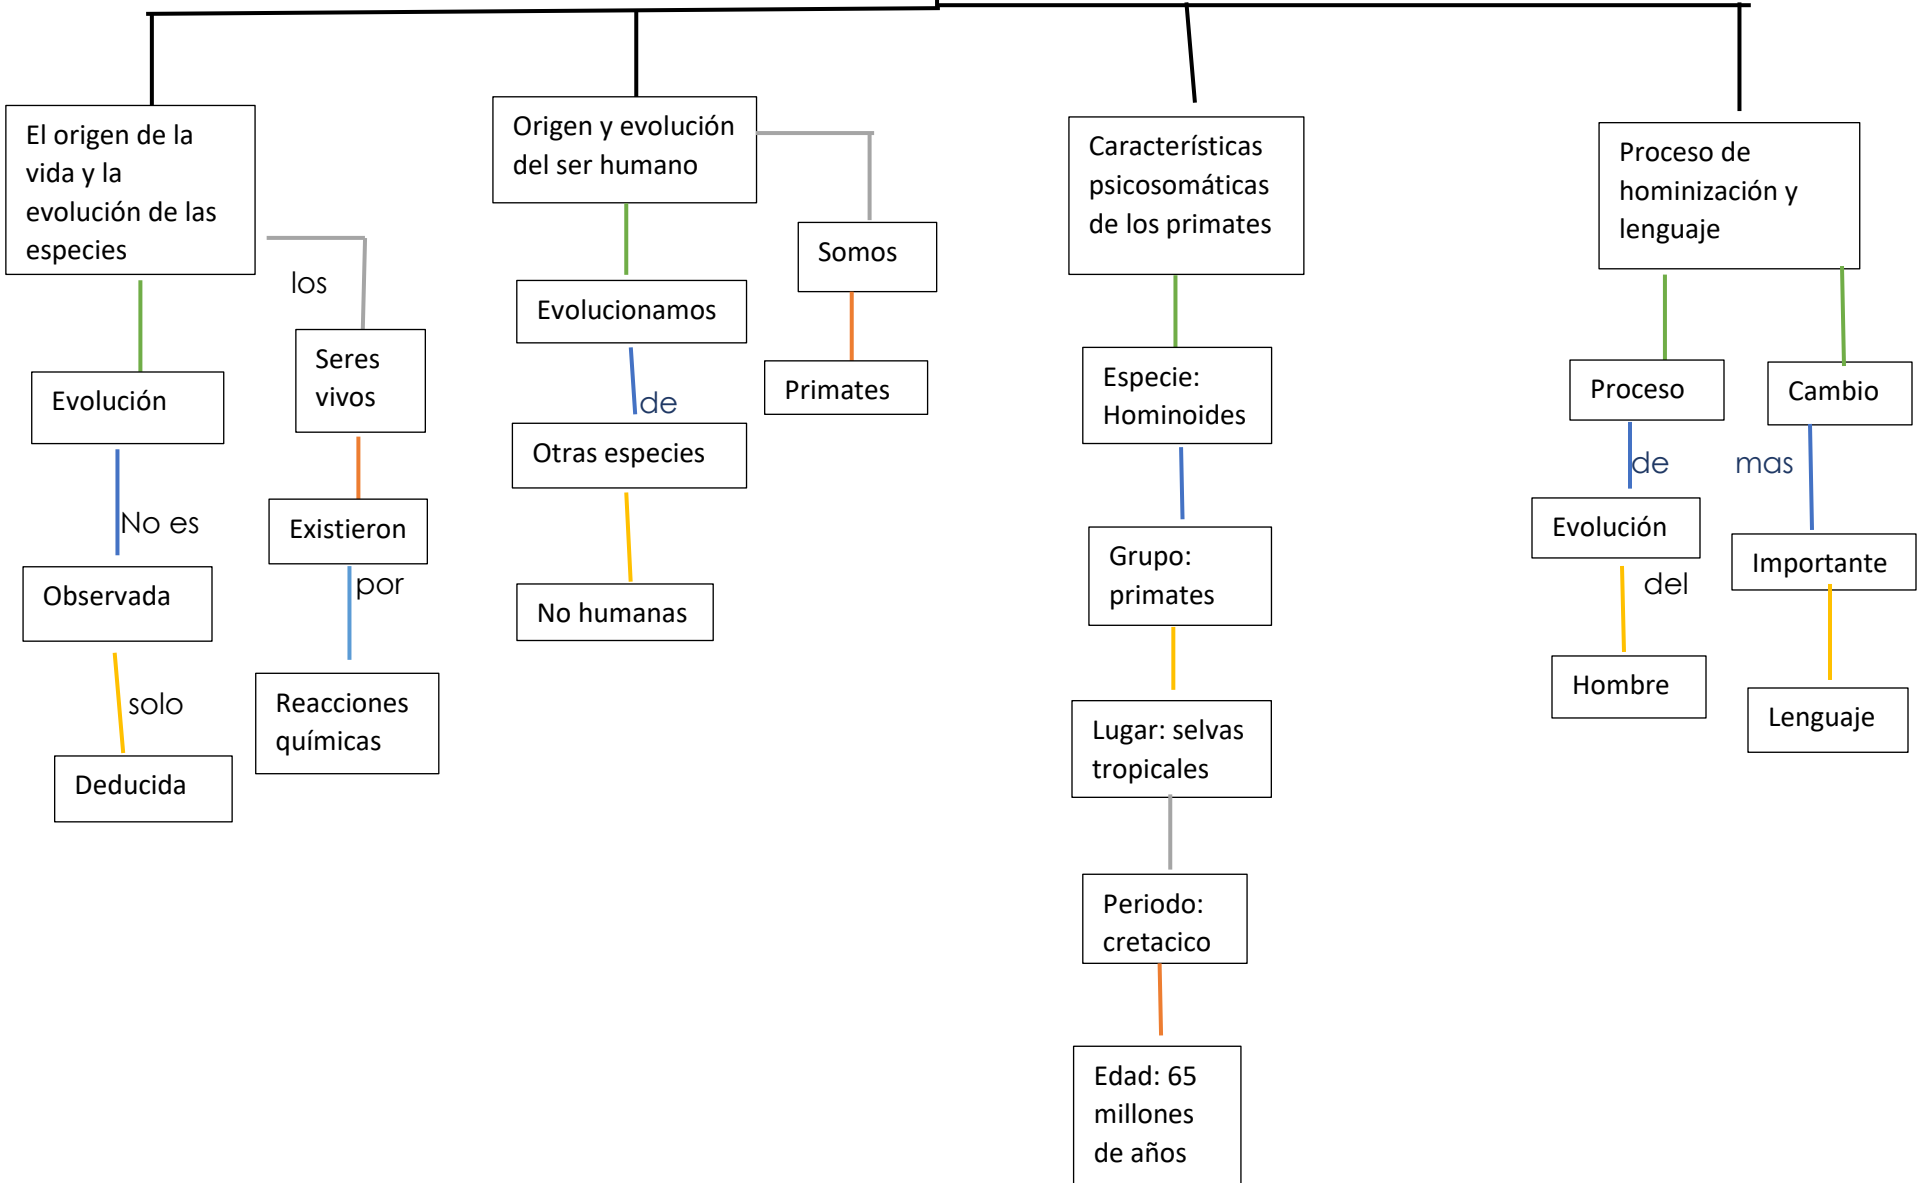 El origen de la
vida y la
evolución de las
especies
los
Evolución
No es
Observada
solo
Deducida
Seres
vivos
Existieron
por
Reacciones
químicas
Origen y evolución
del ser humano
Evolucionamos
de
Otras especies
No humanas
Somos
Primates
Característicias
psicosomáticas
de los primates
Especie:
Hominoides
Grupo:
primates
Lugar: selvas
tropicales
Periodo:
cretacico
Edad: 65
millones
de años
Proceso de
hominización y
lenguaje
Proceso
de
Evolución
del
Hombre
Cambio
mas
Importante
Lenguaje